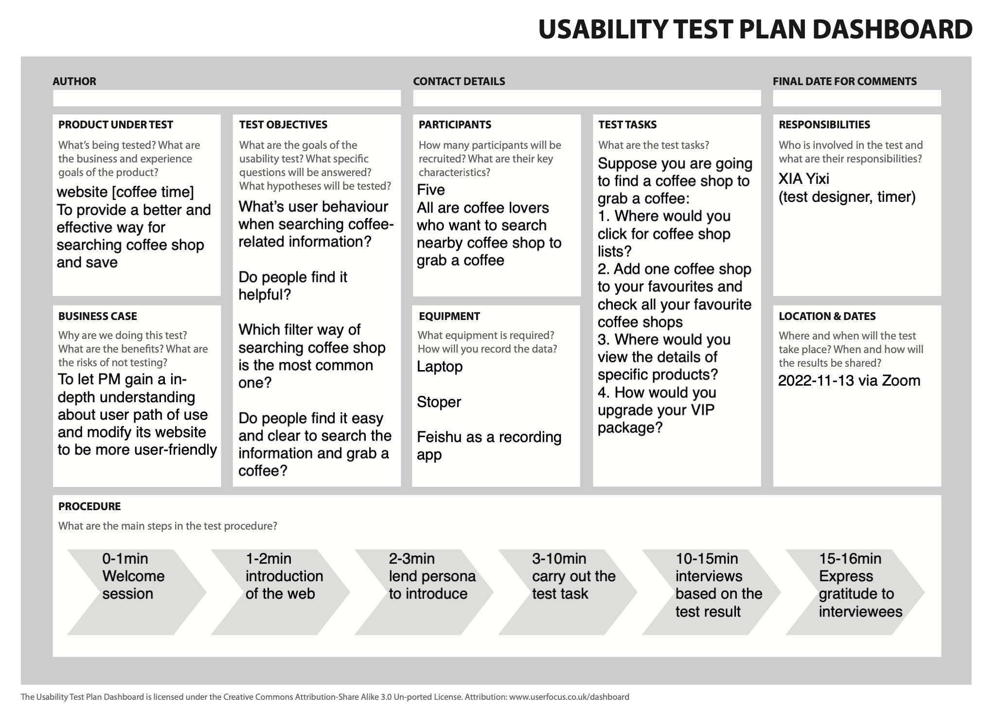 USABILITY TEST PLAN DASHBOARD
AUTHOR
CONTACT DETAILS
FINAL DATE FOR COMMENTS
PRODUCT UNDER TEST
What's being tested? What are
the business and experience
goals of the product?
website [coffee time]
To provide a better and
effective way for
searching coffee shop
and save
BUSINESS CASE
Why are we doing this test?
What are the benefits? What are
the risks of not testing?
To let PM gain a in-
depth understanding
about user path of use
and modify its website
to be more user-friendly
TEST OBJECTIVES
What are the goals of the
usability test? What specific
questions will be answered?
What hypotheses will be tested?
What's user behaviour
when searching coffee-
related information?
Do people find it
helpful?
Which filter way of
searching coffee shop
is the most common
one?
Do people find it easy
and clear to search the
information and grab a
coffee?
PARTICIPANTS
How many participants will be
recruited? What are their key
characteristics?
Five
All are coffee lovers
who want to search
nearby coffee shop to
grab a coffee
EQUIPMENT
What equipment is required?
How will you record the data?
Laptop
Stoper
Feishu as a recording
app
TEST TASKS
What are the test tasks?
Suppose you are going
to find a coffee shop to
grab a coffee:
1. Where would you
click for coffee shop
lists?
2. Add one coffee shop
to your favourites and
check all your favourite
coffee shops
3. Where would you
view the details of
specific products?
4. How would you
upgrade your VIP
package?
RESPONSIBILITIES
Who is involved in the test and
what are their responsibilities?
XIA Yixi
(test designer, timer)
LOCATION & DATES
Where and when will the test
take place? When and how will
the results be shared?
2022-11-13 via Zoom
PROCEDURE
What are the main steps in the test procedure?
0-1min
Welcome
session
1-2min
introduction
of the web
2-3min
lend persona
to introduce
3-10min
carry out the
test task
10-15min
interviews
based on the
test result
15-16min
Express
gratitude to
interviewees
The Usability Test Plan Dashboard is licensed under the Creative Commons Attribution-Share Alike 3.0 Un-ported License. Attribution: www.userfocus.co.uk/dashboard